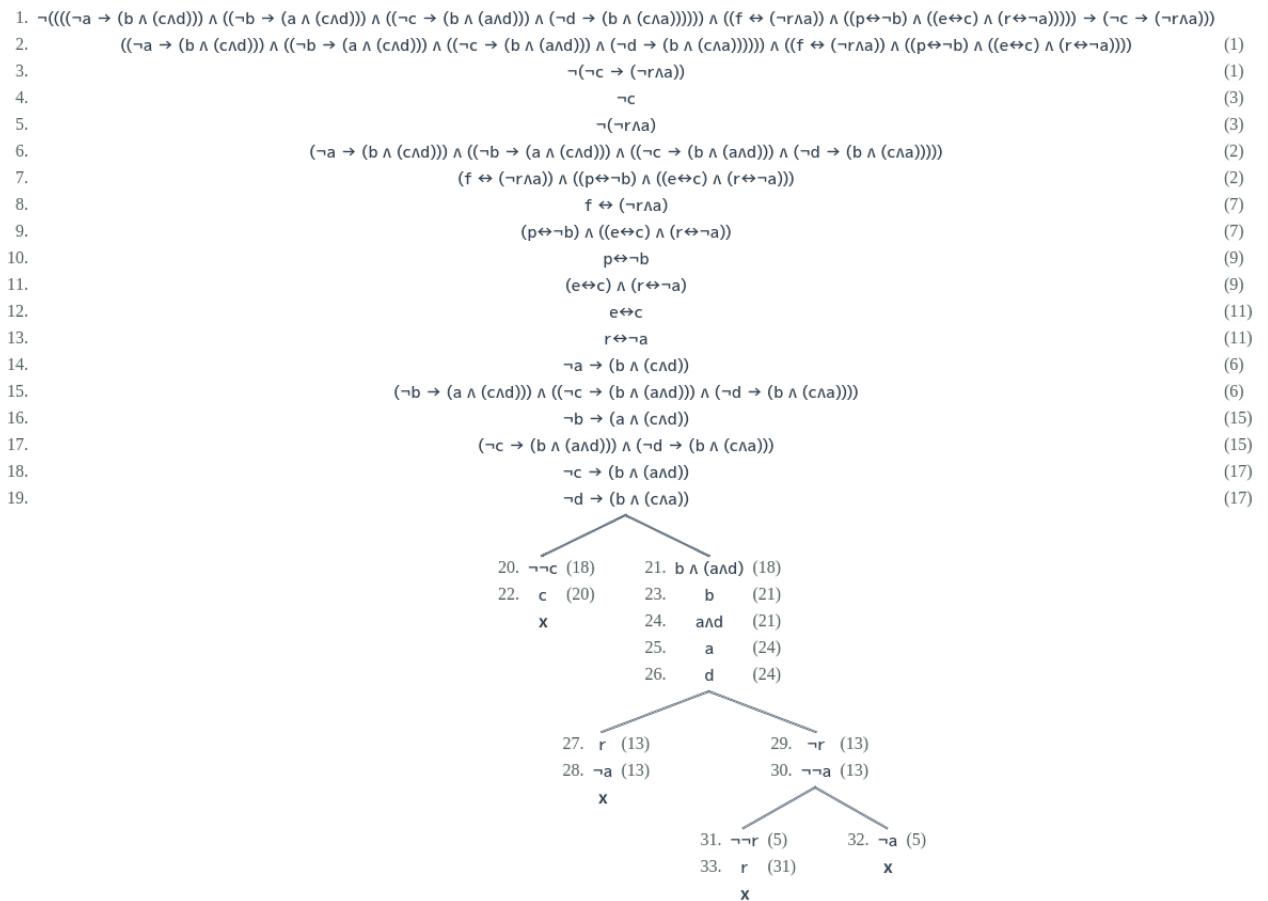 1. ¬((((¬a → (b ∧ (c∧d))) ∧ ((¬b → (a ∧ (c∧d))) ∧ ((¬c → (b ∧ (a∧d))) ∧ (¬d → (b ∧ (c∧a)))))) ∧ ((f ↔ (¬r∧a)) ∧ ((p↔¬b) ∧ ((e↔c) ∧ (r↔¬a))))) → (¬c → (¬r∧a)))
2. ((¬a → (b ∧ (c∧d))) ∧ ((¬b → (a ∧ (c∧d))) ∧ ((¬c → (b ∧ (a∧d))) ∧ (¬d → (b ∧ (c∧a)))))) ∧ ((f ↔ (¬r∧a)) ∧ ((p↔¬b) ∧ ((e↔c) ∧ (r↔¬a)))) (1)
3. ¬(¬c → (¬r∧a)) (1)
4. ¬c (3)
5. ¬(¬r∧a) (3)
6. (¬a → (b ∧ (c∧d))) ∧ ((¬b → (a ∧ (c∧d))) ∧ ((¬c → (b ∧ (a∧d))) ∧ (¬d → (b ∧ (c∧a))))) (2)
7. (f ↔ (¬r∧a)) ∧ ((p↔¬b) ∧ ((e↔c) ∧ (r↔¬a))) (2)
8. f ↔ (¬r∧a) (7)
9. (p↔¬b) ∧ ((e↔c) ∧ (r↔¬a)) (7)
10. p↔¬b (9)
11. (e↔c) ∧ (r↔¬a) (9)
12. e↔c (11)
13. r↔¬a (11)
14. ¬a → (b ∧ (c∧d)) (6)
15. (¬b → (a ∧ (c∧d))) ∧ ((¬c → (b ∧ (a∧d))) ∧ (¬d → (b ∧ (c∧a)))) (6)
16. ¬b → (a ∧ (c∧d)) (15)
17. (¬c → (b ∧ (a∧d))) ∧ (¬d → (b ∧ (c∧a))) (15)
18. ¬c → (b ∧ (a∧d)) (17)
19. ¬d → (b ∧ (c∧a)) (17)
20. ¬¬c (18) 21. b ∧ (a∧d) (18)
22. c (20) 23. b (21)
x 24. a∧d (21)
25. a (24)
26. d (24)
27. r (13) 29. ¬r (13)
28. ¬a (13) 30. ¬¬a (13)
x
31. ¬¬r (5) 32. ¬a (5)
33. r (31) x
x